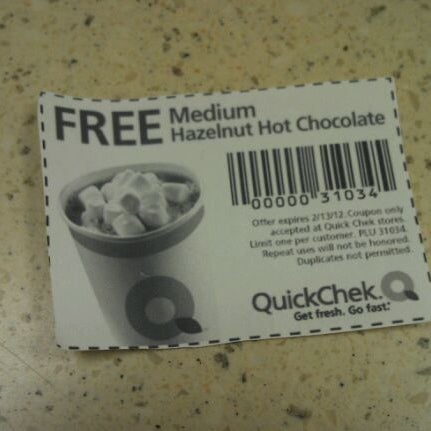 FREE Medium
Hazelnut Hot Chocolate
00000 31034
Offer expires 2/13/12. Coupon only
accepted at Quick Chek stores.
Limit one per customer. PLU 31034.
Repeat uses will not be honored.
Duplicates not permitted.
QuickChek.
Get fresh. Go fast.